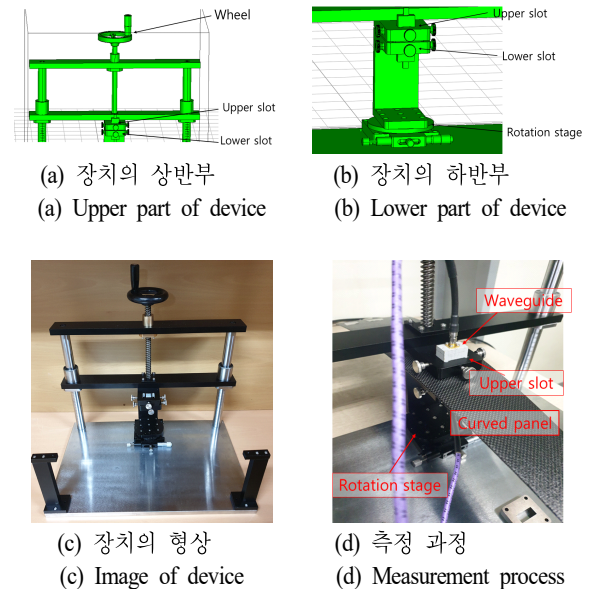 Wheel
Upper slot
Lower slot
Upper slot
Lower slot
Rotation stage
(a) 장치의 상반부
(a) Upper part of device
(b) 장치의 하반부
(b) Lower part of device
Waveguide
Upper slot
Curved panel
Rotation stage
(c) 장치의 형상
(c) Image of device
(d) 측정 과정
(d) Measurement process